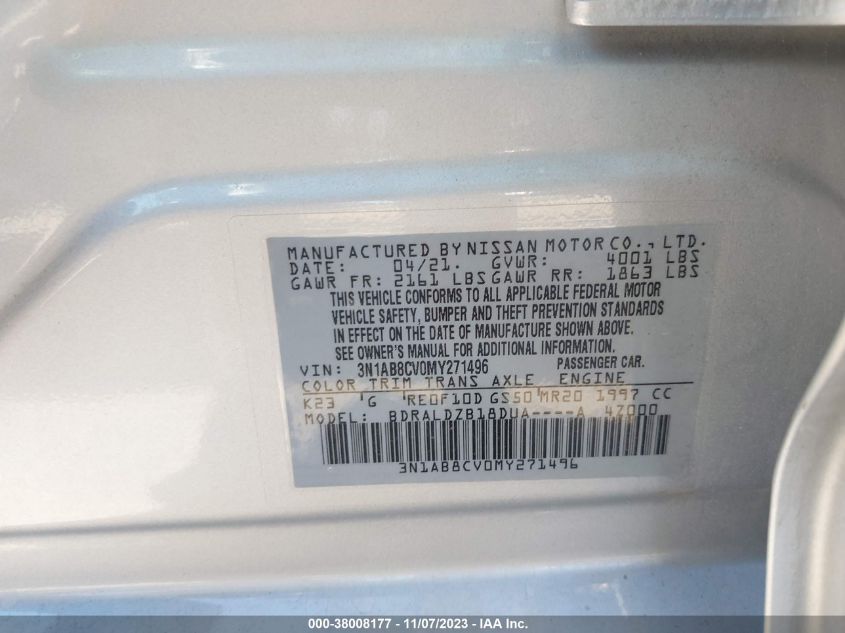 MANUFACTURED BY NISSAN MOTOR CO., LTD.
DATE: 04/21. GVWR: 4001 LBS
GAWR FR: 2161 LBS GAWR RR: 1863 LBS
THIS VEHICLE CONFORMS TO ALL APPLICABLE FEDERAL MOTOR
VEHICLE SAFETY, BUMPER AND THEFT PREVENTION STANDARDS
IN EFFECT ON THE DATE OF MANUFACTURE SHOWN ABOVE.
SEE OWNER'S MANUAL FOR ADDITIONAL INFORMATION.
VIN: 3N1AB8CV0MY271496 PASSENGER CAR.
COLOR TRIM TRANS AXLE ENGINE
K23 'G 'RE0F10D GS50'MR20 1997 CC
MODEL: BDRALDZB18DUA----A 4Z000
3N1AB8CV0MY271496
000-38008177 - 11/07/2023 - IAA Inc.